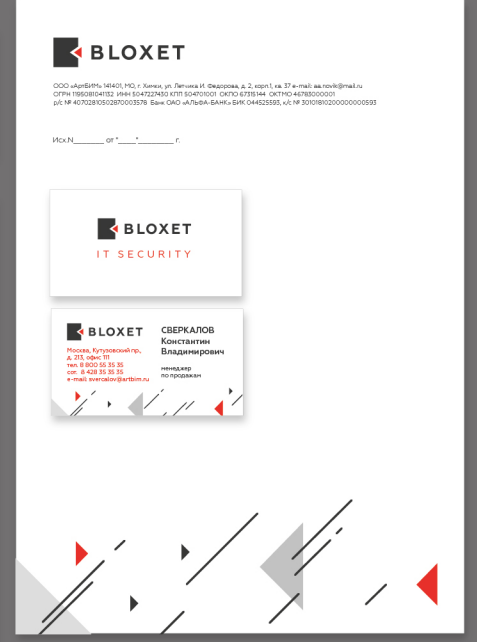 BLOXET
ООО «АртБИМ» 141401, МО, г. Химки, ул. Летчика И. Федорова, д. 2, корп.1, кв. 37 e-mail: aa.novik@mail.ru
ОГРН 1195081041132 ИНН 5047227430 КПП 504701001 ОКПО 67315144 ОКТМО 46783000001
р/с № 40702810502870003578 Банк ОАО «АЛЬФА-БАНК» БИК 044525593, к/с № 30101810200000000593
Исх.N________ от "_____"__________ г.
BLOXET
IT SECURITY
BLOXET
Москва, Кутузовский пр.,
д. 213, офис 111
тел. 8 800 55 35 35
сот. 8 428 35 35 35
e-mail: svercalov@artbim.ru
СВЕРКАЛОВ
Константин
Владимирович
менеджер
по продажам